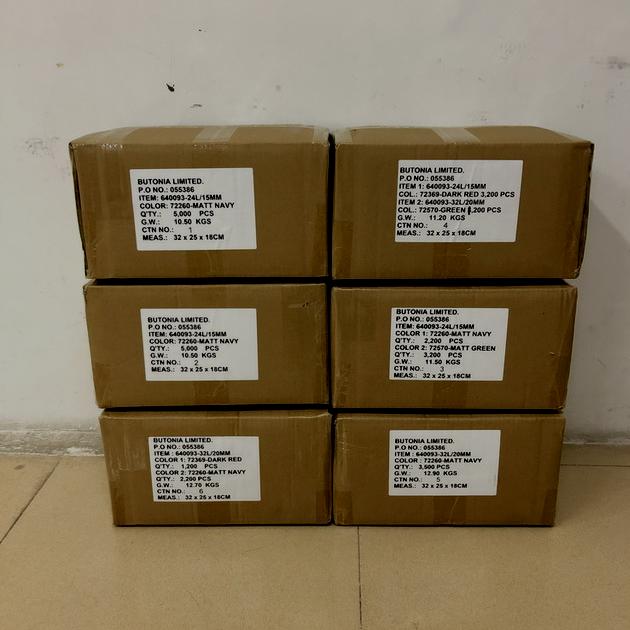 BUTONIA LIMITED.
P.O NO.: 055386
ITEM: 640093-24L/15MM
COLOR: 72260-MATT NAVY
Q'TY.: 5,000 PCS
G.W.: 10.50 KGS
CTN NO.: 1
MEAS.: 32 x 25 x 18CM
BUTONIA LIMITED.
P.O NO.: 055386
ITEM 1: 640093-24L/15MM
COL.: 72369-DARK RED 3,200 PCS
ITEM 2: 640093-32L/20MM
COL.: 72570-GREEN ,200 PCS
G.W.: 11.20 KGS
CTN NO.: 4
MEAS.: 32 x 25 x 18CM
BUTONIA LIMITED.
P.O NO.: 055386
ITEM: 640093-24L/15MM
COLOR: 72260-MATT NAVY
Q'TY.: 5,000 PCS
G.W.: 10.50 KGS
CTN NO.: 2
MEAS.: 32 x 25 x 18CM
BUTONIA LIMITED.
P.O NO.: 055386
ITEM: 640093-24L/15MM
COLOR 1: 72260-MATT NAVY
Q'TY.: 2,200 PCS
COLOR 2: 72570-MATT GREEN
Q'TY.: 3,200 PCS
G.W.: 11.50 KGS
CTN NO.: 3
MEAS.: 32 x 25 x 18CM
BUTONIA LIMITED.
P.O NO.: 055386
ITEM : 640093-32L/20MM
COLOR 1: 72369-DARK RED
Q'TY.: 1,200 PCS
COLOR 2: 72260-MATT NAVY
Q'TY.: 2,200 PCS
G.W.: 12.70 KGS
CTN NO.: 6
MEAS.: 32 x 25 x 18CM
BUTONIA LIMITED.
P.O NO.: 055386
ITEM : 640093-32L/20MM
COLOR : 72260-MATT NAVY
Q'TY.: 3,500 PCS
G.W.: 12.90 KGS
CTN NO.: 5
MEAS.: 32 x 25 x 18CM